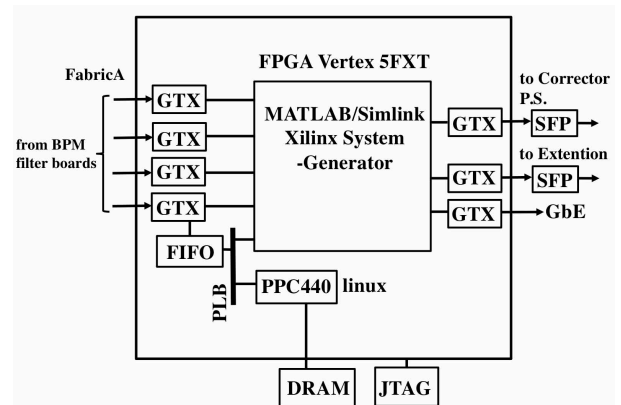 FPGA Vertex 5FXT
FabricA
from BPM
filter boards
GTX
GTX
GTX
GTX
FIFO
PLB
MATLAB/Simlink
Xilinx System
-Generator
PPC440
linux
GTX
GTX
GTX
to Corrector
P.S.
SFP
to Extention
SFP
GbE
DRAM
JTAG